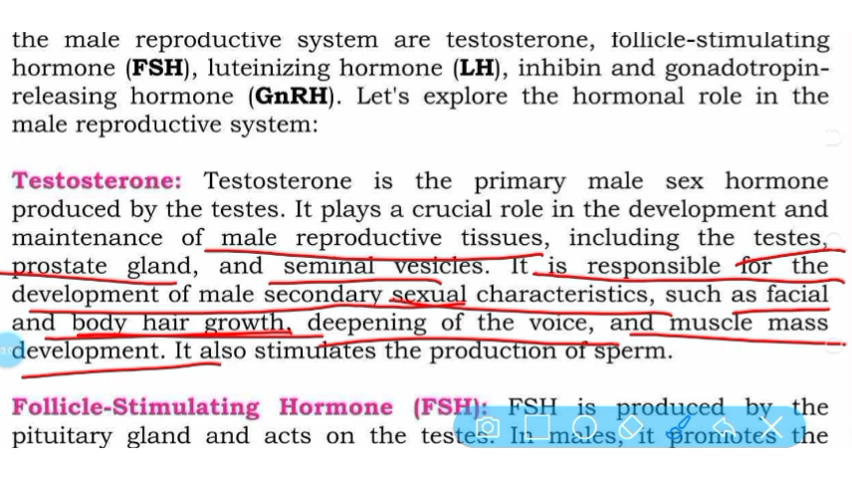 the male reproductive system are testosterone, follicle-stimulating
hormone (FSH), luteinizing hormone (LH), inhibin and gonadotropin-
releasing hormone (GnRH). Let's explore the hormonal role in the
male reproductive system:
Testosterone: Testosterone is the primary male sex hormone
produced by the testes. It plays a crucial role in the development and
maintenance of male reproductive tissues, including the testes,
prostate gland, and seminal vesicles. It is responsible for the
development of male secondary sexual characteristics, such as facial
and body hair growth, deepening of the voice, and muscle mass
development. It also stimulates the production of sperm.
Follicle-Stimulating Hormone (FSH): FSH is produced by the
pituitary gland and acts on the testes. In males, it promotes the